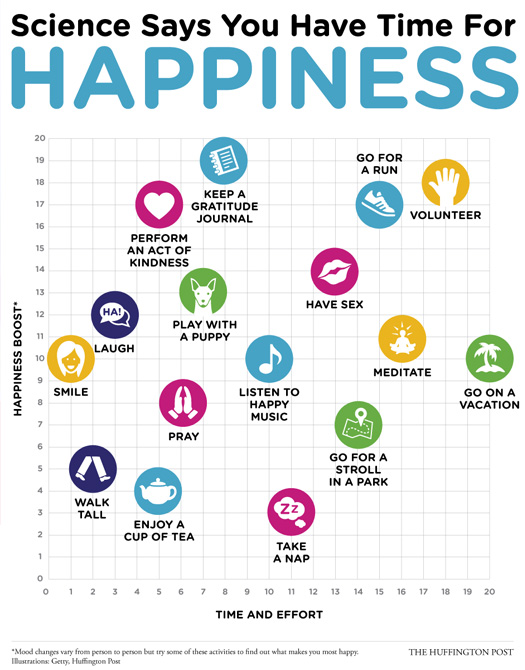 Science Says You Have Time For
HAPPINESS
HAPPINESS BOOST*
20
19
18
17
16
15
14
13
12
11
10
9
8
7
6
5
4
3
2
1
0
KEEP A
GRATITUDE
JOURNAL
GO FOR
A RUN
VOLUNTEER
PERFORM
AN ACT OF
KINDNESS
HAVE SEX
PLAY WITH
A PUPPY
HA!
LAUGH
SMILE
LISTEN TO
HAPPY
MUSIC
MEDITATE
GO ON A
VACATION
PRAY
GO FOR A
STROLL
IN A PARK
WALK
TALL
ENJOY A
CUP OF TEA
ZZ
TAKE
A NAP
0 1 2 3 4 5 6 7 8 9 10 11 12 13 14 15 16 17 18 19 20
TIME AND EFFORT
*Mood changes vary from person to person but try some of these activities to find out what makes you most happy.
Illustrations: Getty, Huffington Post
THE HUFFINGTON POST